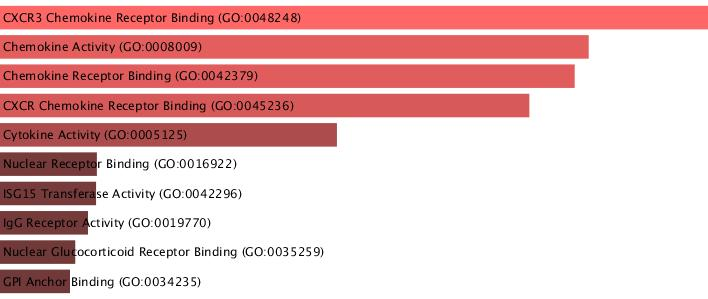 CXCR3 Chemokine Receptor Binding (GO:0048248)
Chemokine Activity (GO:0008009)
Chemokine Receptor Binding (GO:0042379)
CXCR Chemokine Receptor Binding (GO:0045236)
Cytokine Activity (GO:0005125)
Nuclear Receptor Binding (GO:0016922)
ISG15 Transferase Activity (GO:0042296)
IgG Receptor Activity (GO:0019770)
Nuclear Glucocorticoid Receptor Binding (GO:0035259)
GPI Anchor Binding (GO:0034235)